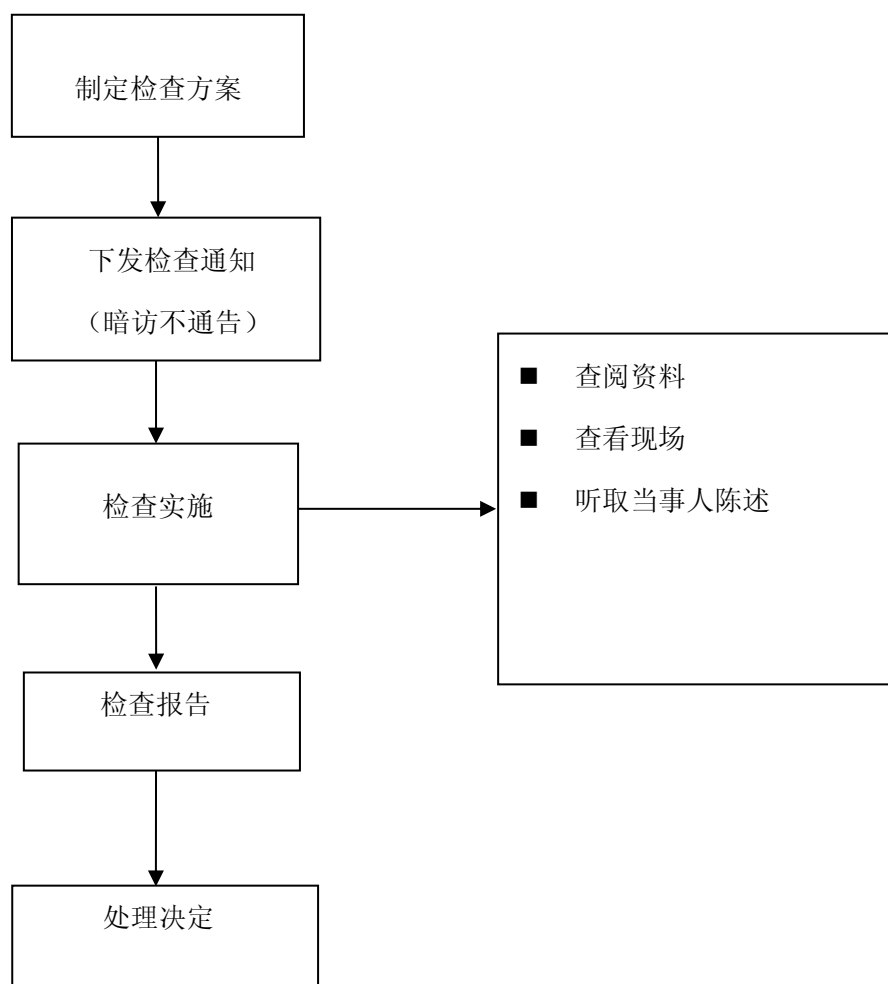 制定检查方案
下发检查通知
（暗访不通告）
■ 查阅资料
■ 查看现场
■ 听取当事人陈述
检查实施
检查报告
处理决定